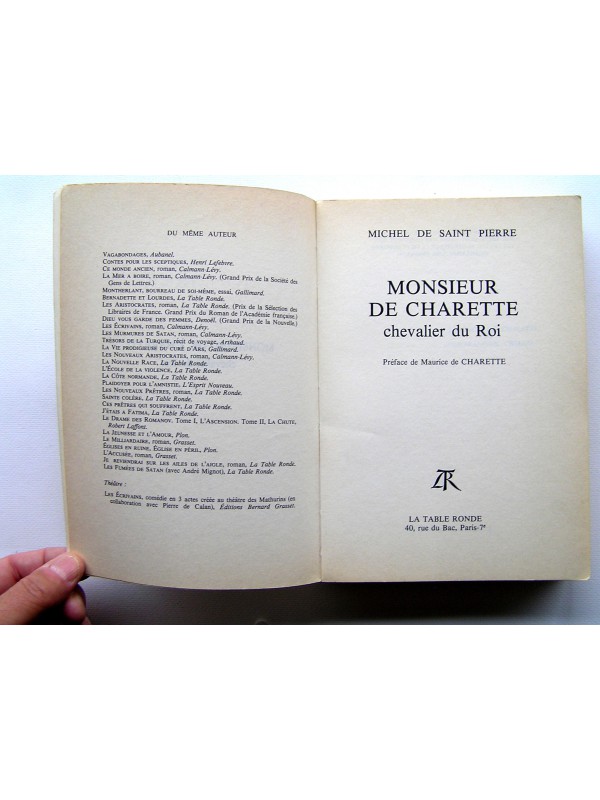 DU MÊME AUTEUR
VAGABONDAGES, Aubanel.
CONTES POUR LES SCEPTIQUES, Henri Lefebvre.
CE MONDE ANCIEN, roman, Calmann-Lévy.
LA MER A BOIRE, roman, Calmann-Lévy. (Grand Prix de la Société des
Gens de Lettres.)
MONTHERLANT, BOURREAU DE SOI-MÊME, essai, Gallimard.
BERNADETTE ET LOURDES, La Table Ronde.
LES ARISTOCRATES, roman, La Table Ronde. (Prix de la Sélection des
Libraires de France. Grand Prix du Roman de l'Académie française.)
DIEU VOUS GARDE DES FEMMES, Denoël. (Grand Prix de la Nouvelle.)
LES ÉCRIVAINS, roman, Calmann-Lévy.
LES MURMURES DE SATAN, roman, Calmann-Lévy.
TRÉSORS DE LA TURQUIE, récit de voyage, Arthaud.
LA VIE PRODIGIEUSE DU CURÉ D'ARS, Gallimard.
LES NOUVEAUX ARISTOCRATES, roman, Calmann-Lévy.
LA NOUVELLE RACE, La Table Ronde.
L'ÉCOLE DE LA VIOLENCE, La Table Ronde.
LA CÔTE NORMANDE, La Table Ronde.
PLAIDOYER POUR L'AMNISTIE, L'Esprit Nouveau.
LES NOUVEAUX PRÊTRES, roman, La Table Ronde.
SAINTE COLÈRE, La Table Ronde.
CES PRÊTRES QUI SOUFFRENT, La Table Ronde.
J'ÉTAIS A FATIMA, La Table Ronde.
LE DRAME DES ROMANOV. Tome I, L'ASCENSION. Tome II, LA CHUTE,
Robert Laffont.
LA JEUNESSE ET L'AMOUR, Plon.
LE MILLIARDAIRE, roman, Grasset.
ÉGLISES EN RUINE, ÉGLISE EN PÉRIL, Plon.
L'ACCUSÉE, roman, Grasset.
JE REVIENDRAI SUR LES AILES DE L'AIGLE, roman, La Table Ronde.
LES FUMÉES DE SATAN (avec André Mignot), La Table Ronde.
Théâtre :
LES ÉCRIVAINS, comédie en 3 actes créée au théâtre des Mathurins (en
collaboration avec Pierre de Calan), Éditions Bernard Grasset.
MICHEL DE SAINT PIERRE
MONSIEUR
DE CHARETTE
chevalier du Roi
Préface de Maurice de CHARETTE
LA TABLE RONDE
40, rue du Bac, Paris-7e